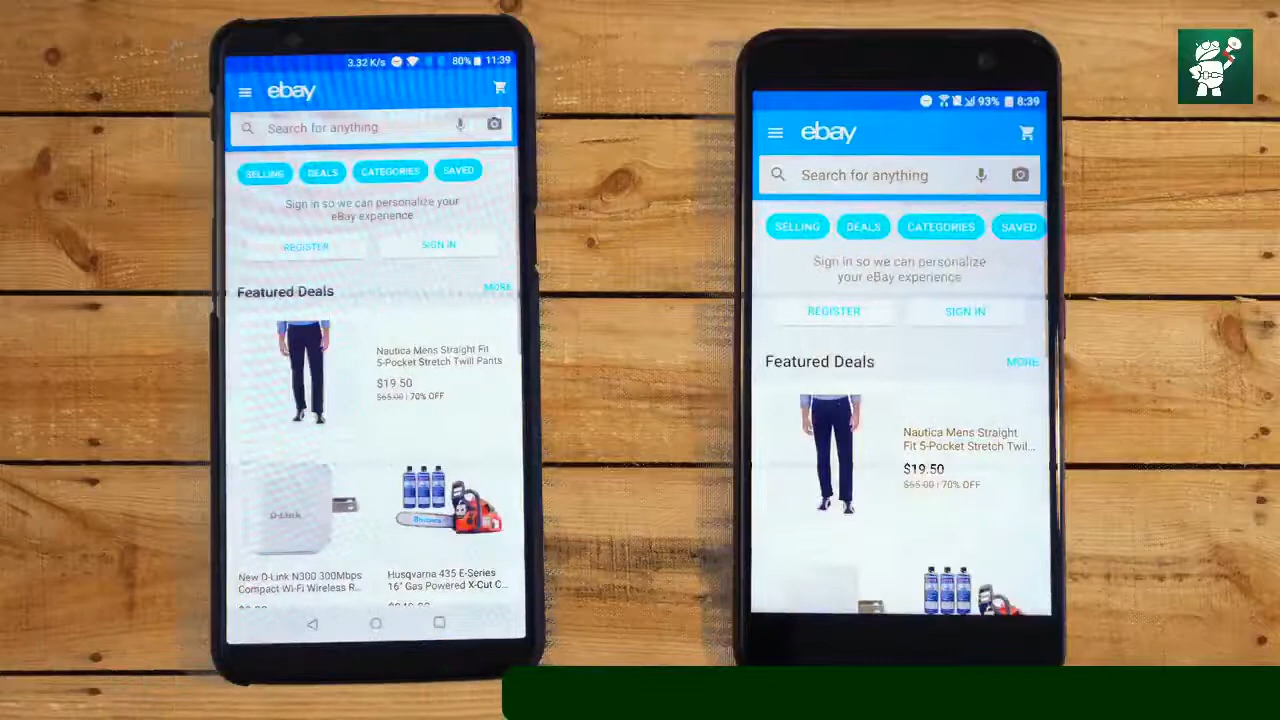 3.32 K/s 80% 11:39
ebay
Search for anything
SELLING DEALS CATEGORIES SAVED
Sign in so we can personalize your
eBay experience
REGISTER SIGN IN
Featured Deals MORE
Nautica Mens Straight Fit
5-Pocket Stretch Twill Pants
$19.50
$65.00 | 70% OFF
D-Link
New D-Link N300 300Mbps
Compact Wi-Fi Wireless R...
Husqvarna 435 E-Series
16" Gas Powered X-Cut C...
93% 8:39
ebay
Search for anything
SELLING DEALS CATEGORIES SAVED
Sign in so we can personalize
your eBay experience
REGISTER SIGN IN
Featured Deals MORE
Nautica Mens Straight
Fit 5-Pocket Stretch Twil...
$19.50
$65.00 | 70% OFF